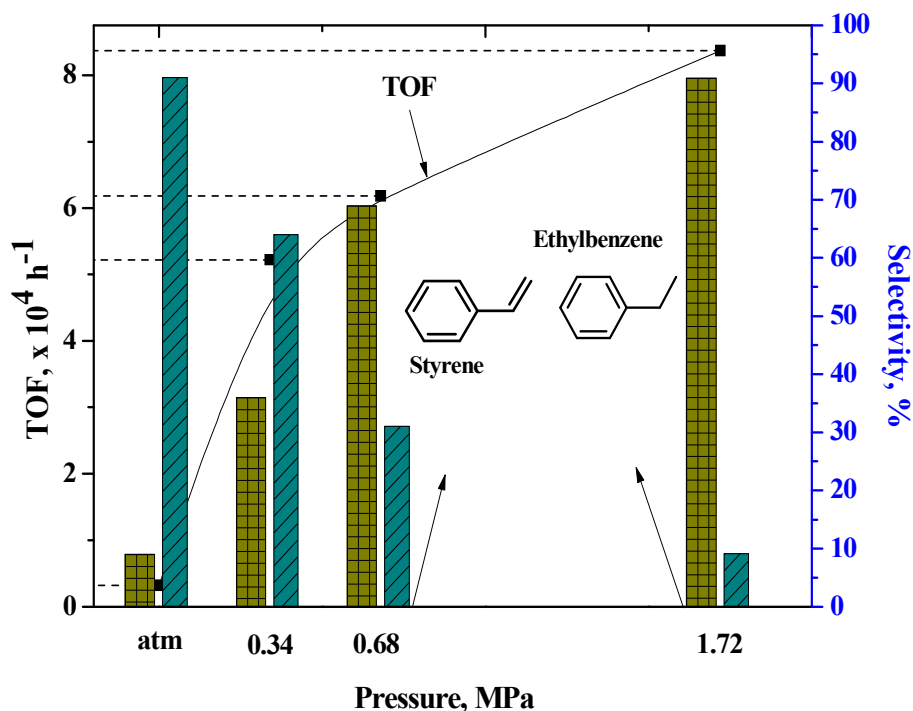 TOF, x 10⁴ h⁻¹
8
6
4
2
0
TOF
Ethylbenzene
Styrene
100
90
80
70
60
50
40
30
20
10
0
Selectivity, %
atm
0.34
0.68
1.72
Pressure, MPa